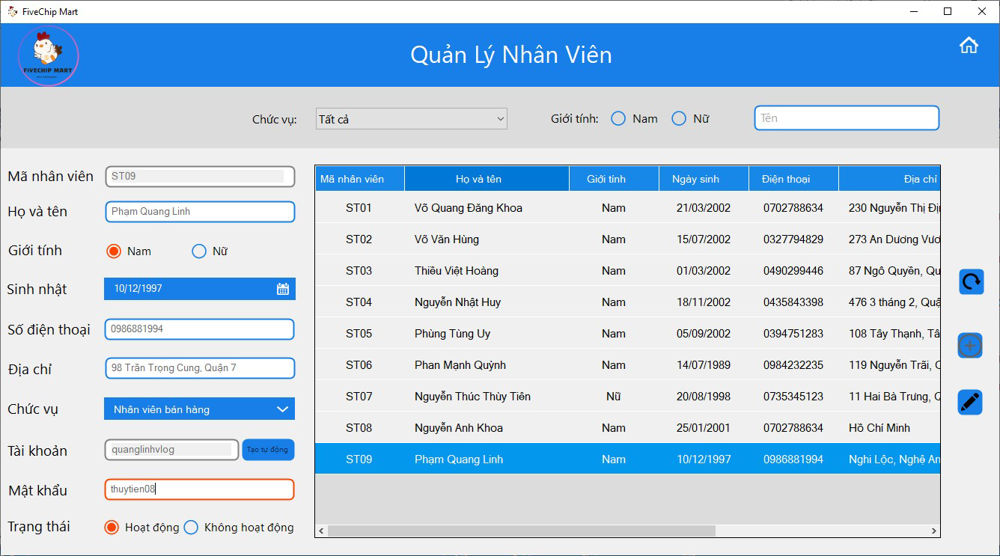 FiveChip Mart
FIVECHIP MART
Quản Lý Nhân Viên
Chức vụ: Tất cả Giới tính: Nam Nữ Tên
Mã nhân viên ST09
Họ và tên Phạm Quang Linh
Giới tính Nam Nữ
Sinh nhật 10/12/1997
Số điện thoại 0986881994
Địa chỉ 98 Trần Trọng Cung, Quận 7
Chức vụ Nhân viên bán hàng
Tài khoản quanglinhvlog Tạo tự động
Mật khẩu thuytien08
Trạng thái Hoạt động Không hoạt động
Mã nhân viên Họ và tên Giới tính Ngày sinh Điện thoại Địa chỉ
ST01 Võ Quang Đăng Khoa Nam 21/03/2002 0702788634 230 Nguyễn Thị Đị
ST02 Võ Văn Hùng Nam 15/07/2002 0327794829 273 An Dương Vươ
ST03 Thiều Việt Hoàng Nam 01/03/2002 0490299446 87 Ngô Quyền, Qu
ST04 Nguyễn Nhật Huy Nam 18/11/2002 0435843398 476 3 tháng 2, Quậ
ST05 Phùng Tùng Uy Nam 05/09/2002 0394751283 108 Tây Thạnh, Tâ
ST06 Phan Mạnh Quỳnh Nam 14/07/1989 0984232235 119 Nguyễn Trãi, Q
ST07 Nguyễn Thúc Thùy Tiên Nữ 20/08/1998 0735345123 11 Hai Bà Trưng, Q
ST08 Nguyễn Anh Khoa Nam 25/01/2001 0702788634 Hồ Chí Minh
ST09 Phạm Quang Linh Nam 10/12/1997 0986881994 Nghi Lộc, Nghệ An